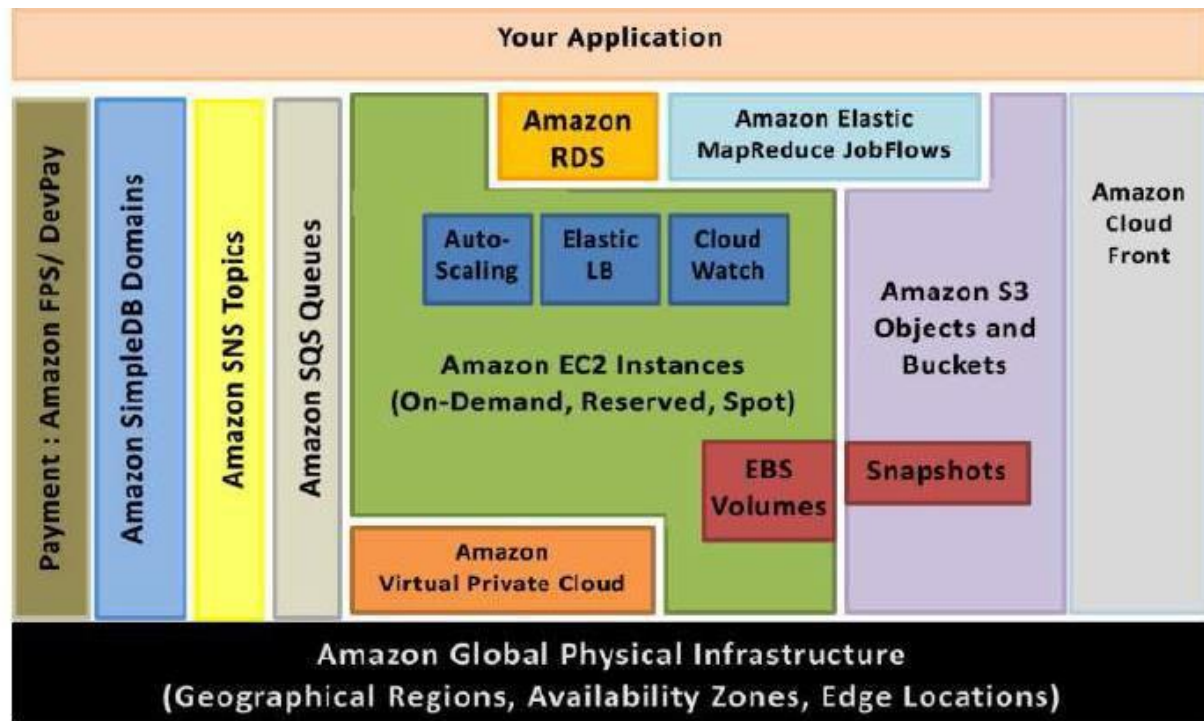 Your Application
Payment : Amazon FPS/ DevPay
Amazon SimpleDB Domains
Amazon SNS Topics
Amazon SQS Queues
Amazon
RDS
Amazon Elastic
MapReduce JobFlows
Auto-
Scaling
Elastic
LB
Cloud
Watch
Amazon EC2 Instances
(On-Demand, Reserved, Spot)
EBS
Volumes
Amazon
Virtual Private Cloud
Amazon S3
Objects and
Buckets
Snapshots
Amazon
Cloud
Front
Amazon Global Physical Infrastructure
(Geographical Regions, Availability Zones, Edge Locations)